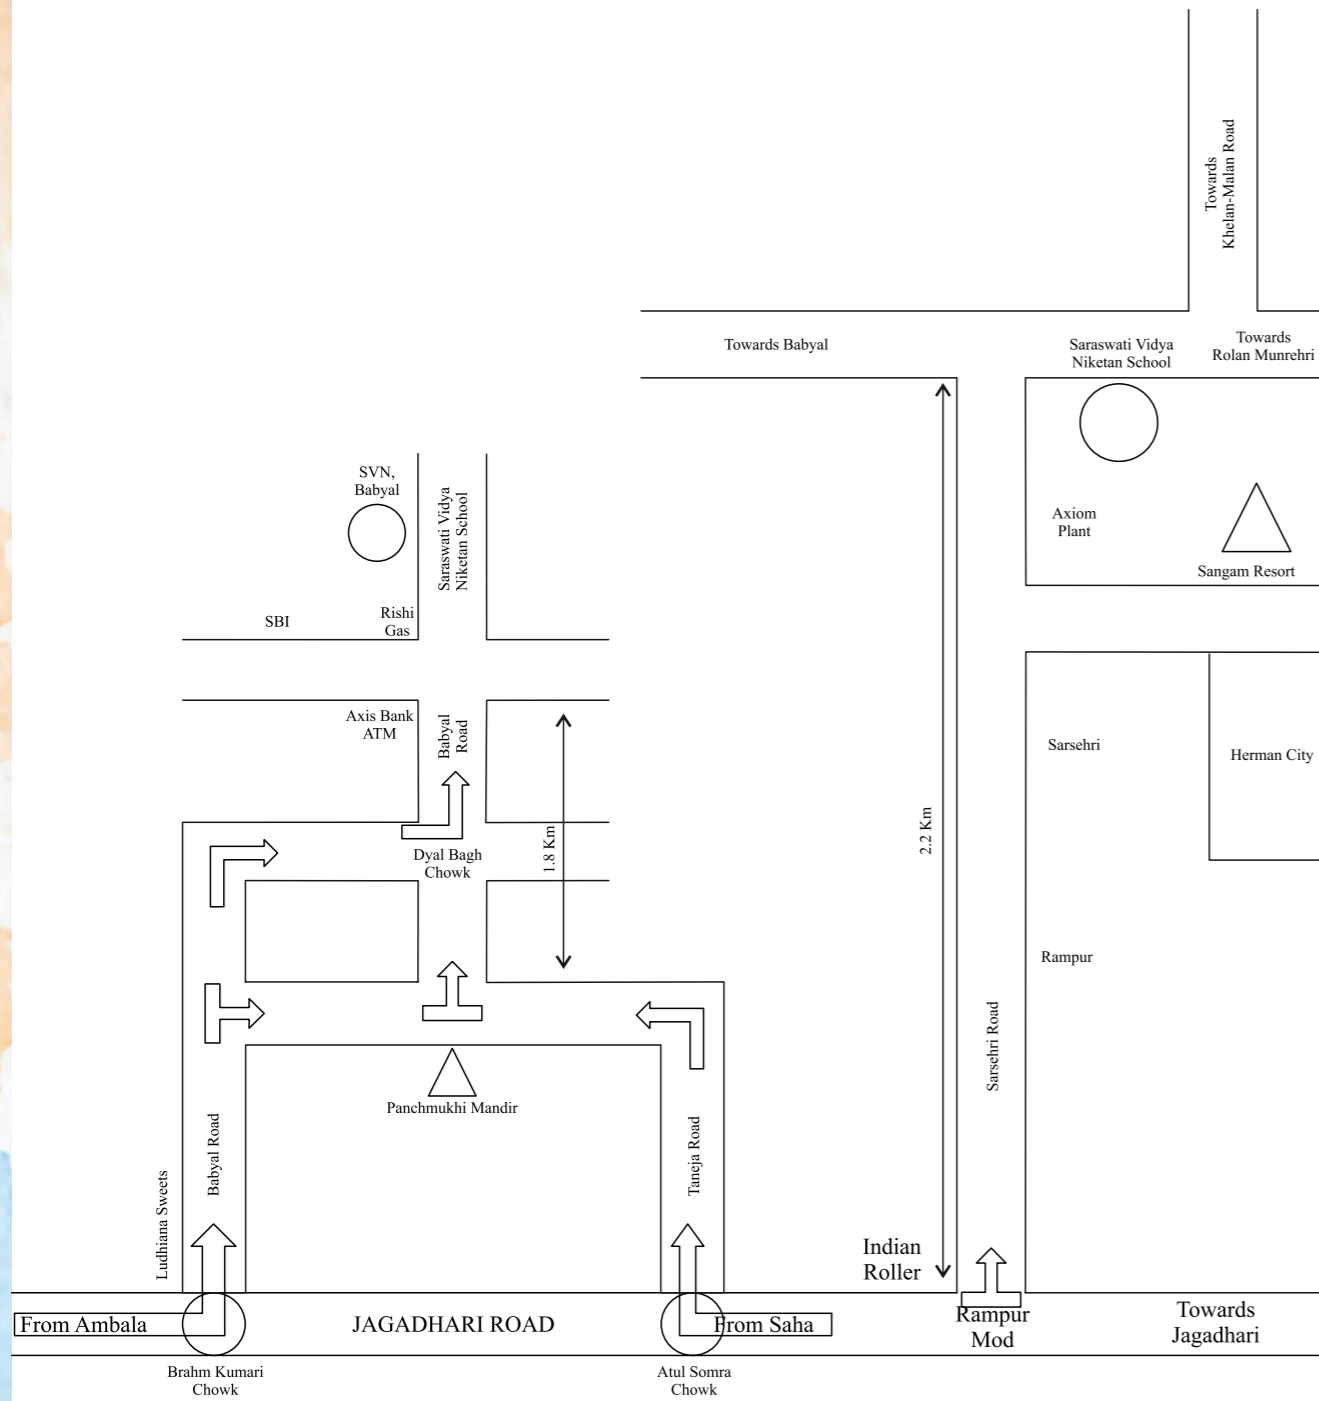 Towards
Khelan-Malan Road
Towards Babyal
Saraswati Vidya
Niketan School
Towards
Rolan Munrehri
SVN,
Babyal
Saraswati Vidya
Niketan School
Axiom
Plant
Sangam Resort
SBI
Rishi
Gas
Axis Bank
ATM
Babyal
Road
Sarsehri
Herman City
Dyal Bagh
Chowk
1.8 Km
2.2 Km
Rampur
Sarsehri Road
Panchmukhi Mandir
Ludhiana Sweets
Babyal Road
Taneja Road
Indian
Roller
From Ambala
JAGADHARI ROAD
From Saha
Rampur
Mod
Towards
Jagadhari
Brahm Kumari
Chowk
Atul Somra
Chowk